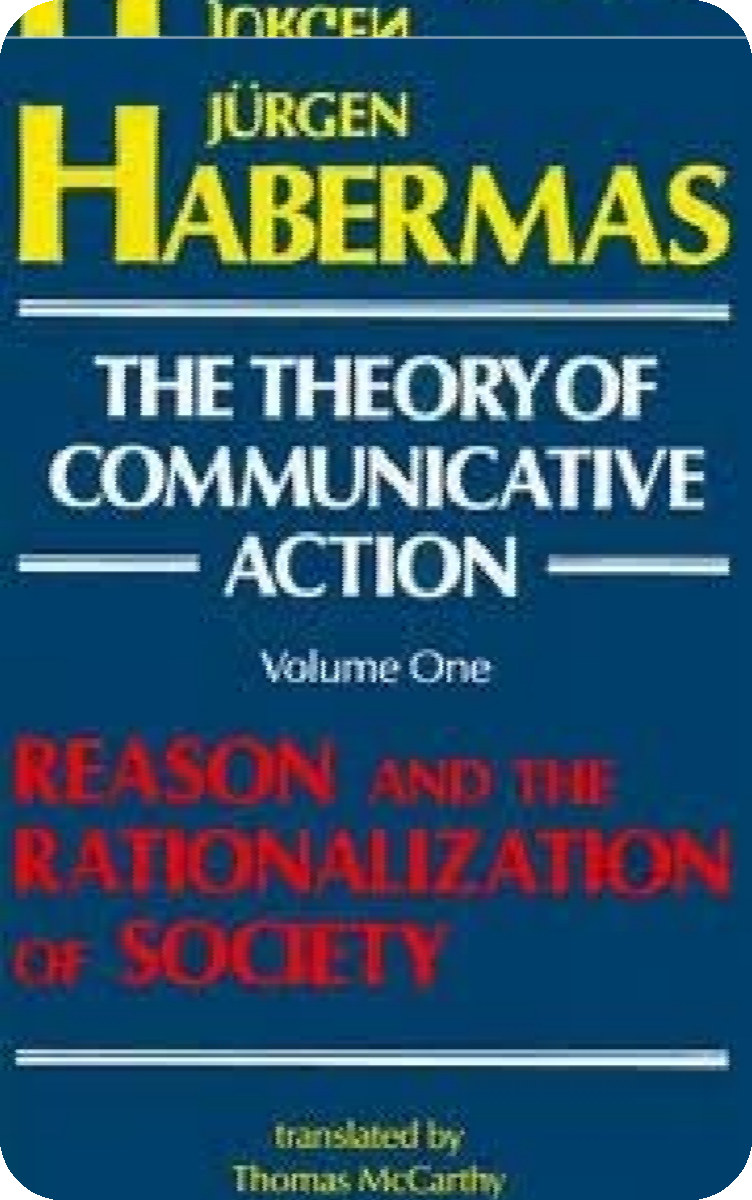 JÜRGEN
HABERMAS
THE THEORY OF
COMMUNICATIVE
ACTION
Volume One
REASON AND THE
RATIONALIZATION
OF SOCIETY
translated by
Thomas McCarthy